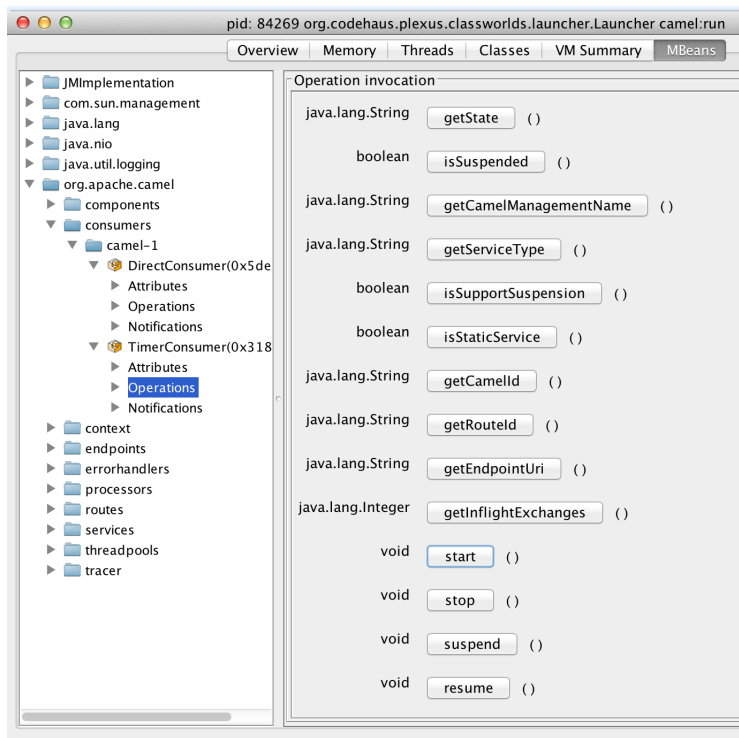 pid: 84269 org.codehaus.plexus.classworlds.launcher.Launcher camel:run
Overview Memory Threads Classes VM Summary MBeans
JMImplementation
com.sun.management
java.lang
java.nio
java.util.logging
org.apache.camel
components
consumers
camel-1
DirectConsumer(0x5de
Attributes
Operations
Notifications
TimerConsumer(0x318
Attributes
Operations
Notifications
context
endpoints
errorhandlers
processors
routes
services
threadpools
tracer
Operation invocation
java.lang.String getState ()
boolean isSuspended ()
java.lang.String getCamelManagementName ()
java.lang.String getServiceType ()
boolean isSupportSuspension ()
boolean isStaticService ()
java.lang.String getCamelId ()
java.lang.String getRouteId ()
java.lang.String getEndpointUri ()
java.lang.Integer getInflightExchanges ()
void start ()
void stop ()
void suspend ()
void resume ()